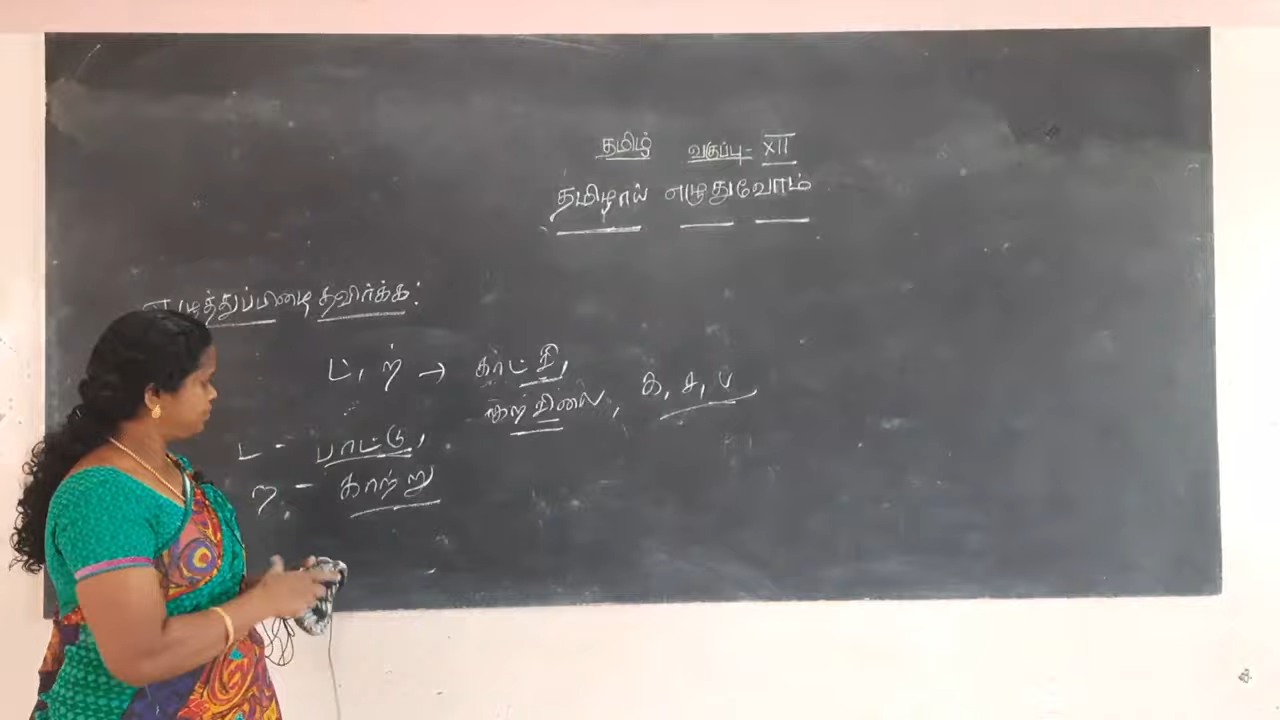 தமிழ் வகுப்பு - XII
தமிழாய் எழுதுவோம்
எழுத்துப்பிழை தவிர்க்க:
ட், ற் → காட்சி,
கற்சிலை, க, ச, ப
ட - பாட்டு,
ற - காற்று